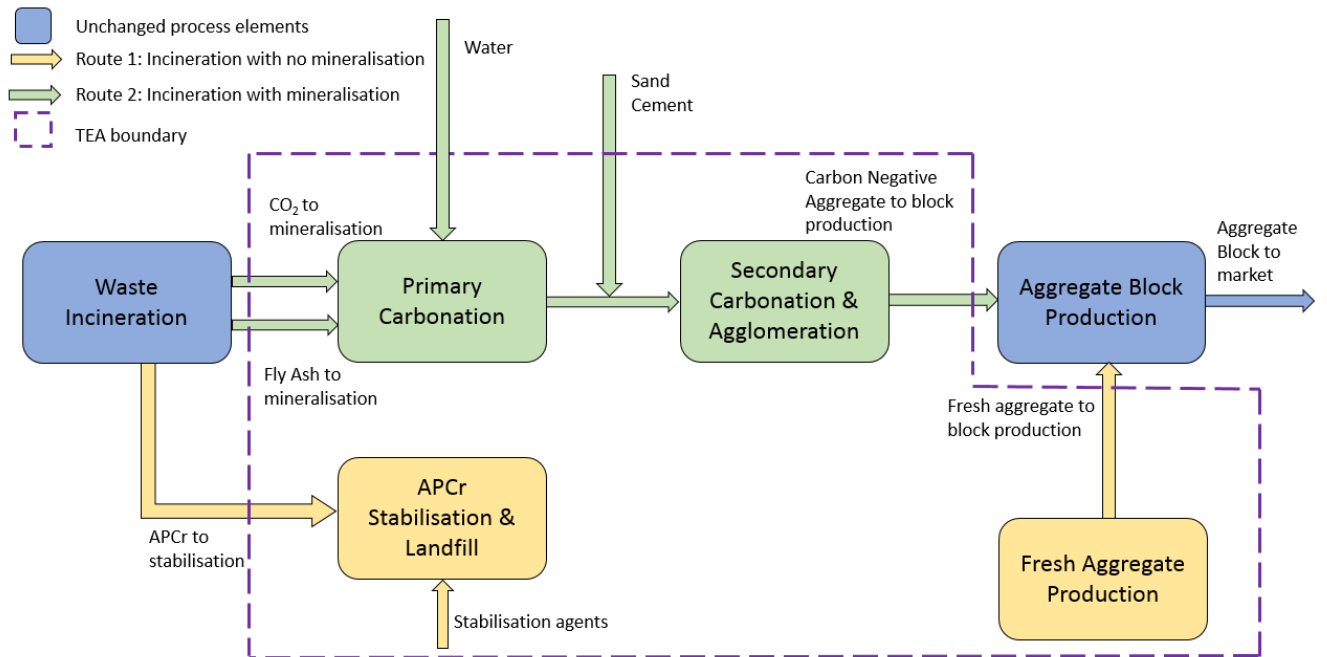 Unchanged process elements
Route 1: Incineration with no mineralisation
Route 2: Incineration with mineralisation
TEA boundary
Water
Sand
Cement
CO₂ to
mineralisation
Carbon Negative
Aggregate to block
production
Aggregate
Block to
market
Waste
Incineration
Primary
Carbonation
Secondary
Carbonation &
Agglomeration
Aggregate Block
Production
Fly Ash to
mineralisation
Fresh aggregate to
block production
APCr
Stabilisation &
Landfill
APCr to
stabilisation
Fresh Aggregate
Production
Stabilisation agents